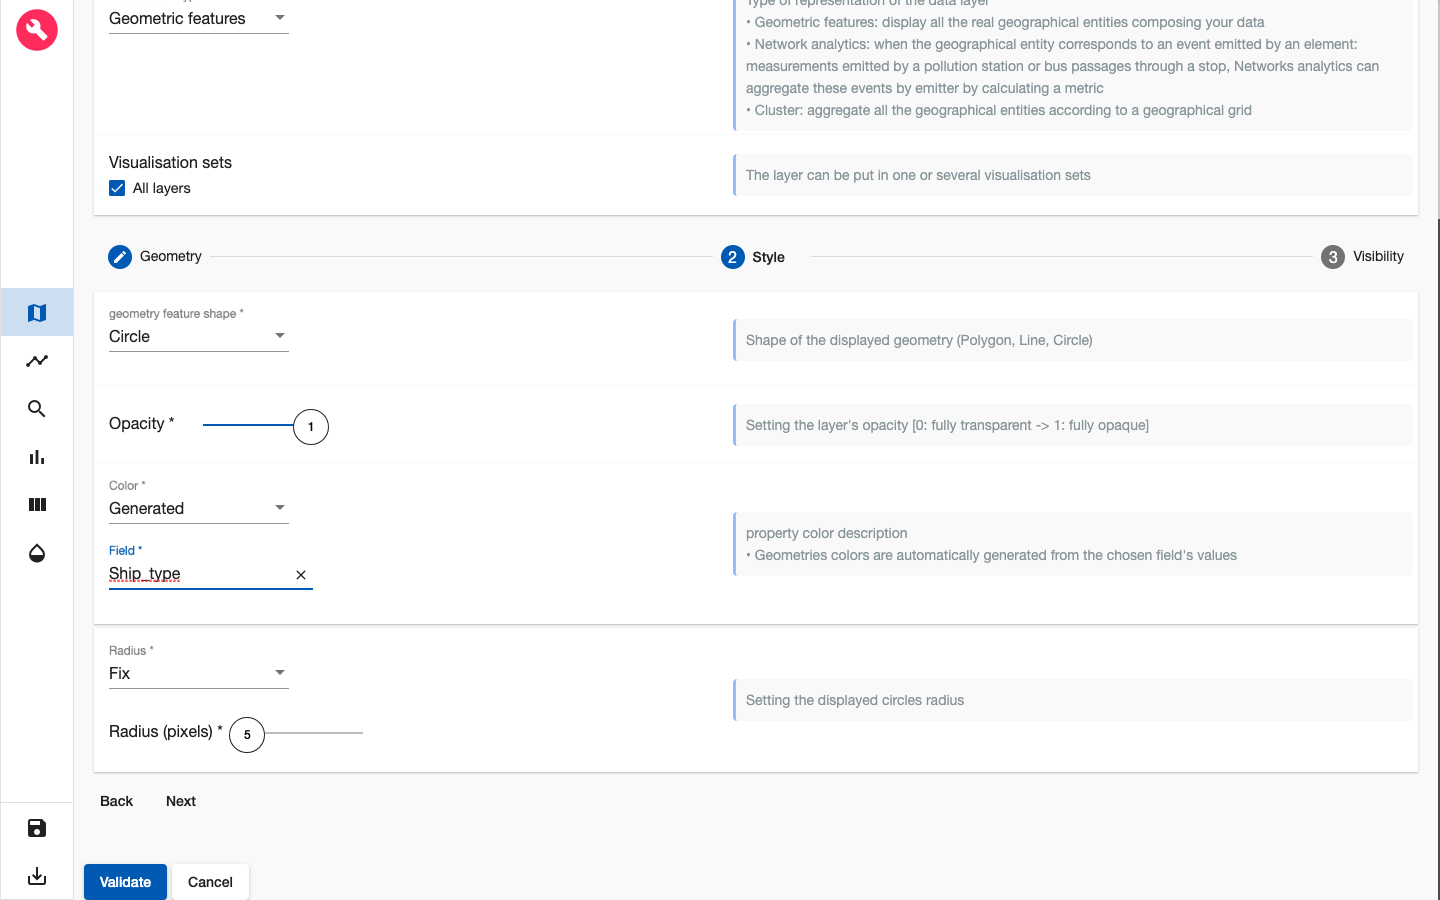 Geometric features
Type of representation of the data layer
• Geometric features: display all the real geographical entities composing your data
• Network analytics: when the geographical entity corresponds to an event emitted by an element:
measurements emitted by a pollution station or bus passages through a stop, Networks analytics can
aggregate these events by emitter by calculating a metric
• Cluster: aggregate all the geographical entities according to a geographical grid
Visualisation sets
All layers
The layer can be put in one or several visualisation sets
Geometry
2 Style
3 Visibility
geometry feature shape *
Circle
Shape of the displayed geometry (Polygon, Line, Circle)
Opacity *
1
Setting the layer's opacity [0: fully transparent -> 1: fully opaque]
Color *
Generated
Field *
Ship_type
property color description
• Geometries colors are automatically generated from the chosen field's values
Radius *
Fix
Radius (pixels) *
5
Setting the displayed circles radius
Back
Next
Validate
Cancel